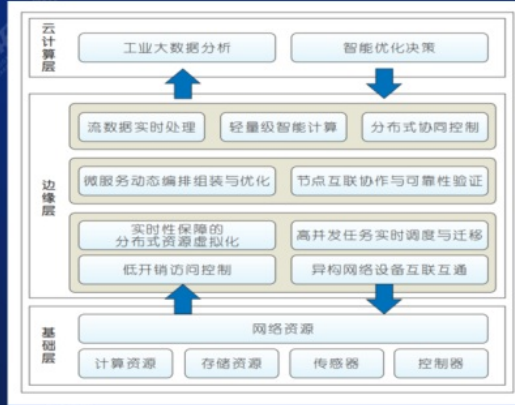 云计算层
工业大数据分析
智能优化决策
边缘层
流数据实时处理
轻量级智能计算
分布式协同控制
微服务动态编排组装与优化
节点互联协作与可靠性验证
实时性保障的
分布式资源虚拟化
高并发任务实时调度与迁移
低开销访问控制
异构网络设备互联互通
基础层
网络资源
计算资源
存储资源
传感器
控制器